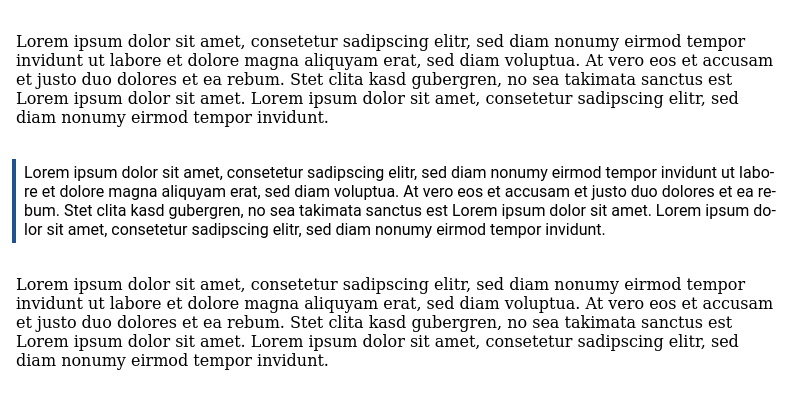 Lorem ipsum dolor sit amet, consetetur sadipscing elitr, sed diam nonumy eirmod tempor
invidunt ut labore et dolore magna aliquyam erat, sed diam voluptua. At vero eos et accusam
et justo duo dolores et ea rebum. Stet clita kasd gubergren, no sea takimata sanctus est
Lorem ipsum dolor sit amet. Lorem ipsum dolor sit amet, consetetur sadipscing elitr, sed
diam nonumy eirmod tempor invidunt.
Lorem ipsum dolor sit amet, consetetur sadipscing elitr, sed diam nonumy eirmod tempor invidunt ut labo-
re et dolore magna aliquyam erat, sed diam voluptua. At vero eos et accusam et justo duo dolores et ea re-
bum. Stet clita kasd gubergren, no sea takimata sanctus est Lorem ipsum dolor sit amet. Lorem ipsum do-
lor sit amet, consetetur sadipscing elitr, sed diam nonumy eirmod tempor invidunt.
Lorem ipsum dolor sit amet, consetetur sadipscing elitr, sed diam nonumy eirmod tempor
invidunt ut labore et dolore magna aliquyam erat, sed diam voluptua. At vero eos et accusam
et justo duo dolores et ea rebum. Stet clita kasd gubergren, no sea takimata sanctus est
Lorem ipsum dolor sit amet. Lorem ipsum dolor sit amet, consetetur sadipscing elitr, sed
diam nonumy eirmod tempor invidunt.